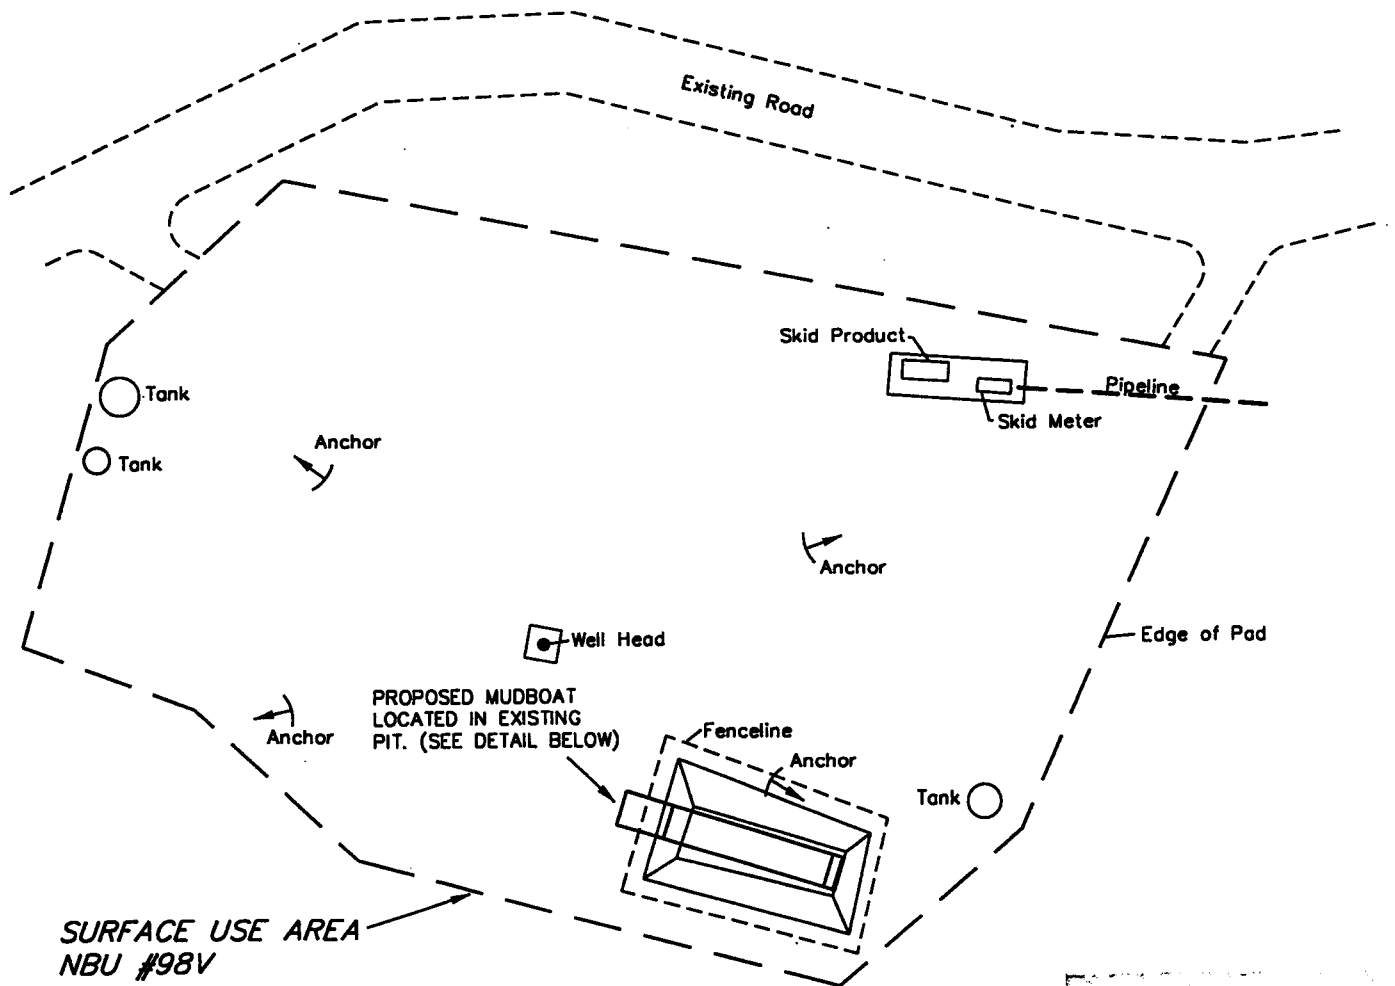 Existing Road
Skid Product
Pipeline
Skid Meter
Tank
Tank
Anchor
Anchor
Well Head
Edge of Pad
PROPOSED MUDBOAT
LOCATED IN EXISTING
PIT. (SEE DETAIL BELOW)
Anchor
Fenceline
Anchor
Tank
SURFACE USE AREA
NBU #98V